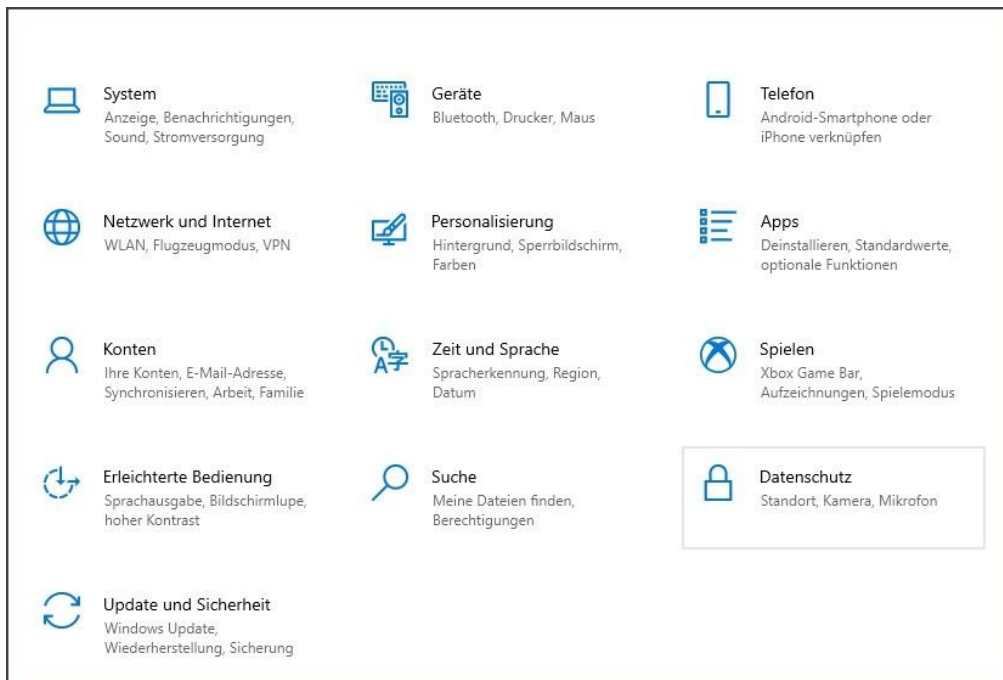 System
Anzeige, Benachrichtigungen,
Sound, Stromversorgung
Geräte
Bluetooth, Drucker, Maus
Telefon
Android-Smartphone oder
iPhone verknüpfen
Netzwerk und Internet
WLAN, Flugzeugmodus, VPN
Personalisierung
Hintergrund, Sperrbildschirm,
Farben
Apps
Deinstallieren, Standardwerte,
optionale Funktionen
Konten
Ihre Konten, E-Mail-Adresse,
Synchronisieren, Arbeit, Familie
Zeit und Sprache
Spracherkennung, Region,
Datum
Spielen
Xbox Game Bar,
Aufzeichnungen, Spielemodus
Erleichterte Bedienung
Sprachausgabe, Bildschirmlupe,
hoher Kontrast
Suche
Meine Dateien finden,
Berechtigungen
Datenschutz
Standort, Kamera, Mikrofon
Update und Sicherheit
Windows Update,
Wiederherstellung, Sicherung